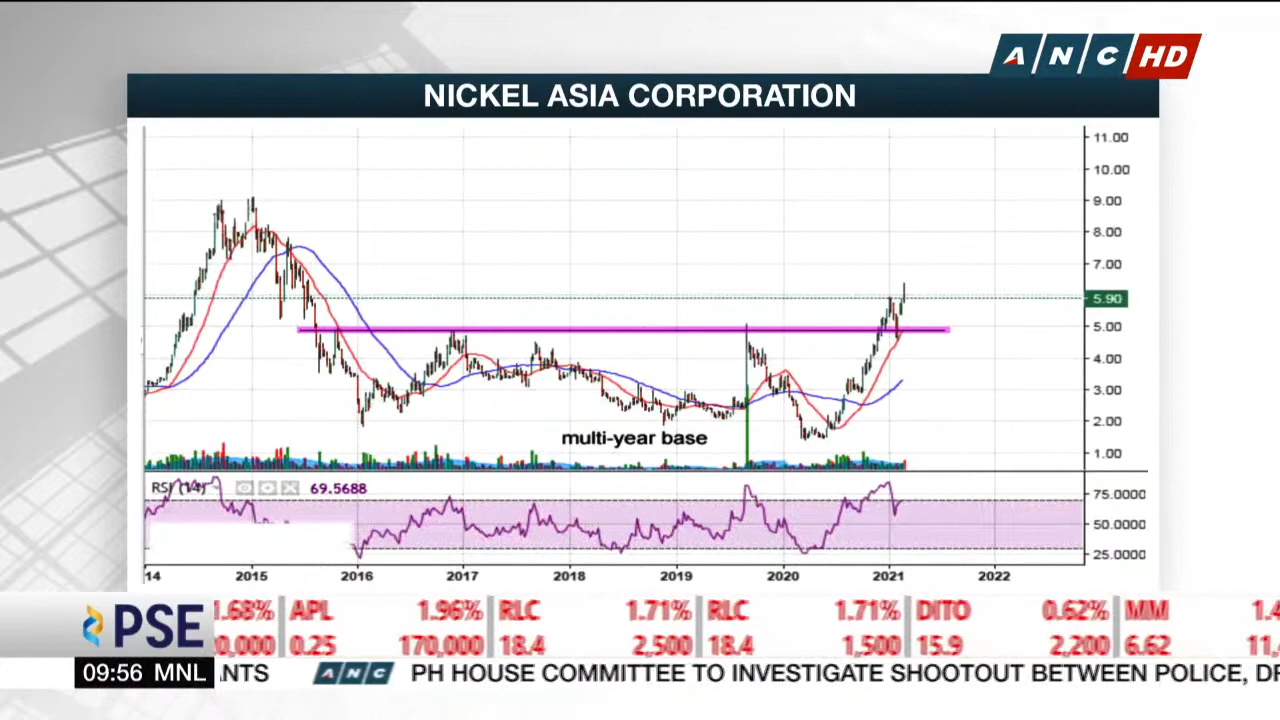 ANC HD
NICKEL ASIA CORPORATION
11.00
10.00
9.00
8.00
7.00
5.90
5.00
4.00
3.00
2.00
1.00
multi-year base
RSI (14) 69.5688
75.0000
50.0000
25.0000
14 2015 2016 2017 2018 2019 2020 2021 2022
PSE
1.68% APL 1.96% RLC 1.71% RLC 1.71% DITO 0.62% MM 1.4
0,000 0.25 170,000 18.4 2,500 18.4 1,500 15.9 2,200 6.62 11,
09:56 MNL ANTS ANC PH HOUSE COMMITTEE TO INVESTIGATE SHOOTOUT BETWEEN POLICE,